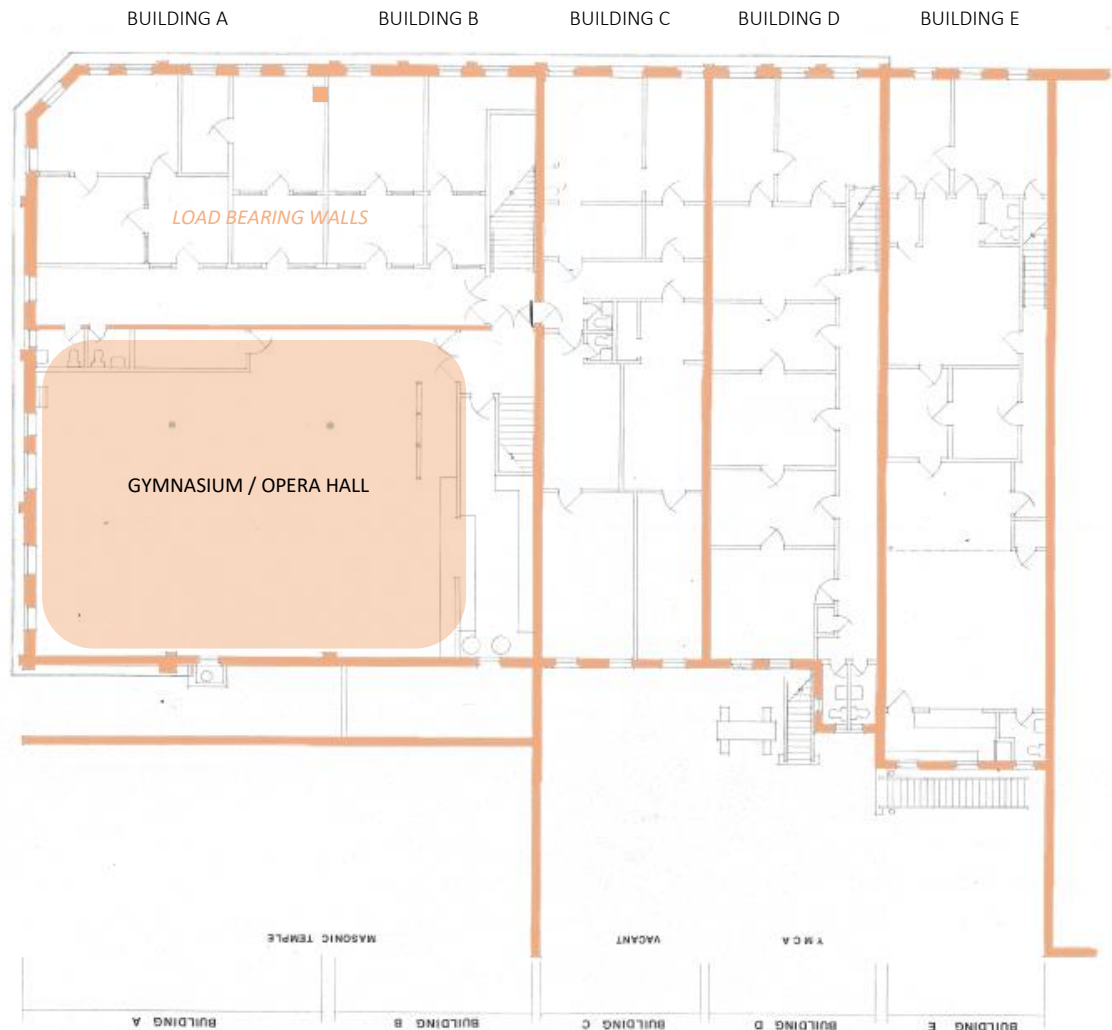 BUILDING A
BUILDING B
BUILDING C
BUILDING D
BUILDING E
LOAD BEARING WALLS
GYMNASIUM / OPERA HALL
MASONIC TEMPLE
VACANT
Y M C A
BUILDING A
BUILDING B
BUILDING C
BUILDING D
BUILDING E